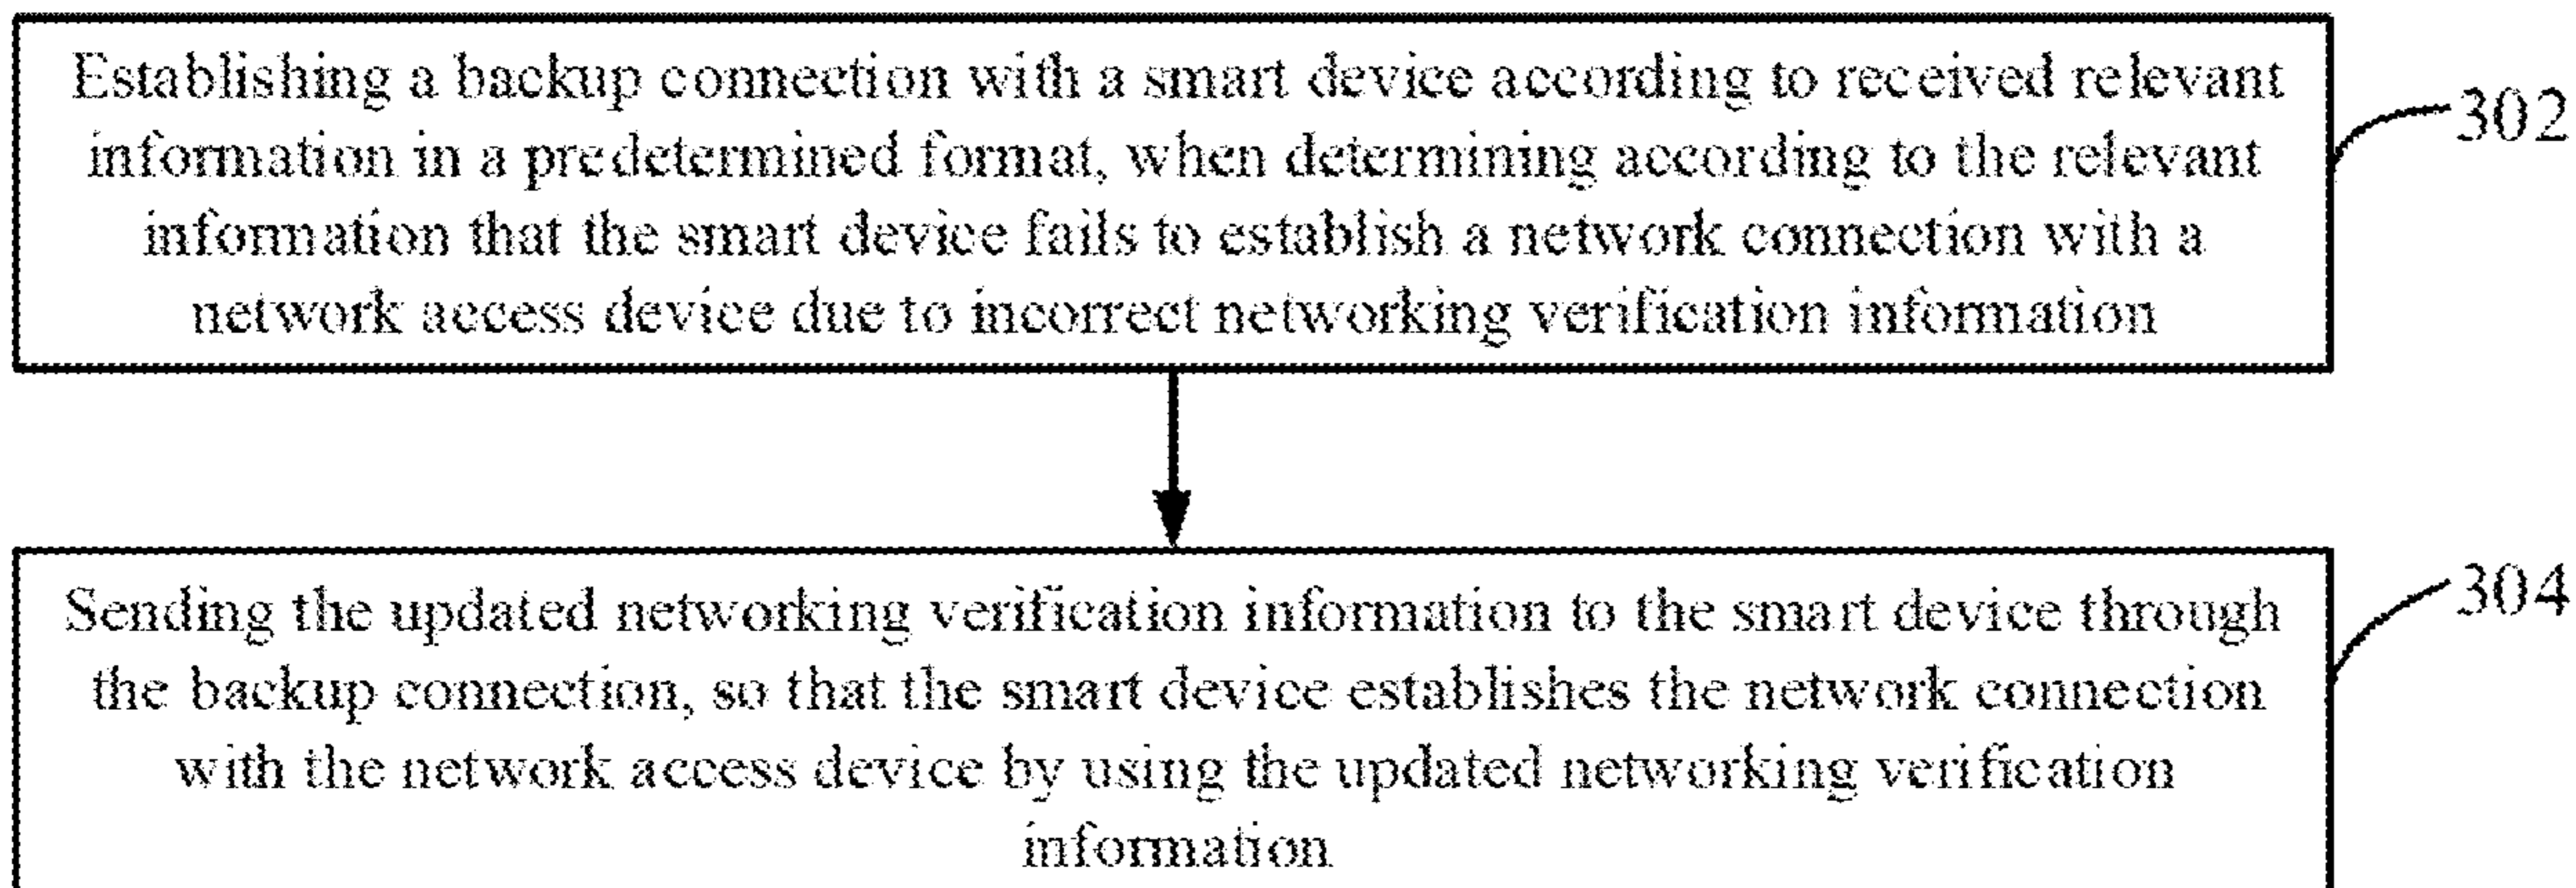 Establishing a backup connection with a smart device according to received relevant
information in a predetermined format, when determining according to the relevant
information that the smart device fails to establish a network connection with a
network access device due to incorrect networking verification information
302
Sending the updated networking verification information to the smart device through
the backup connection, so that the smart device establishes the network connection
with the network access device by using the updated networking verification
information
304